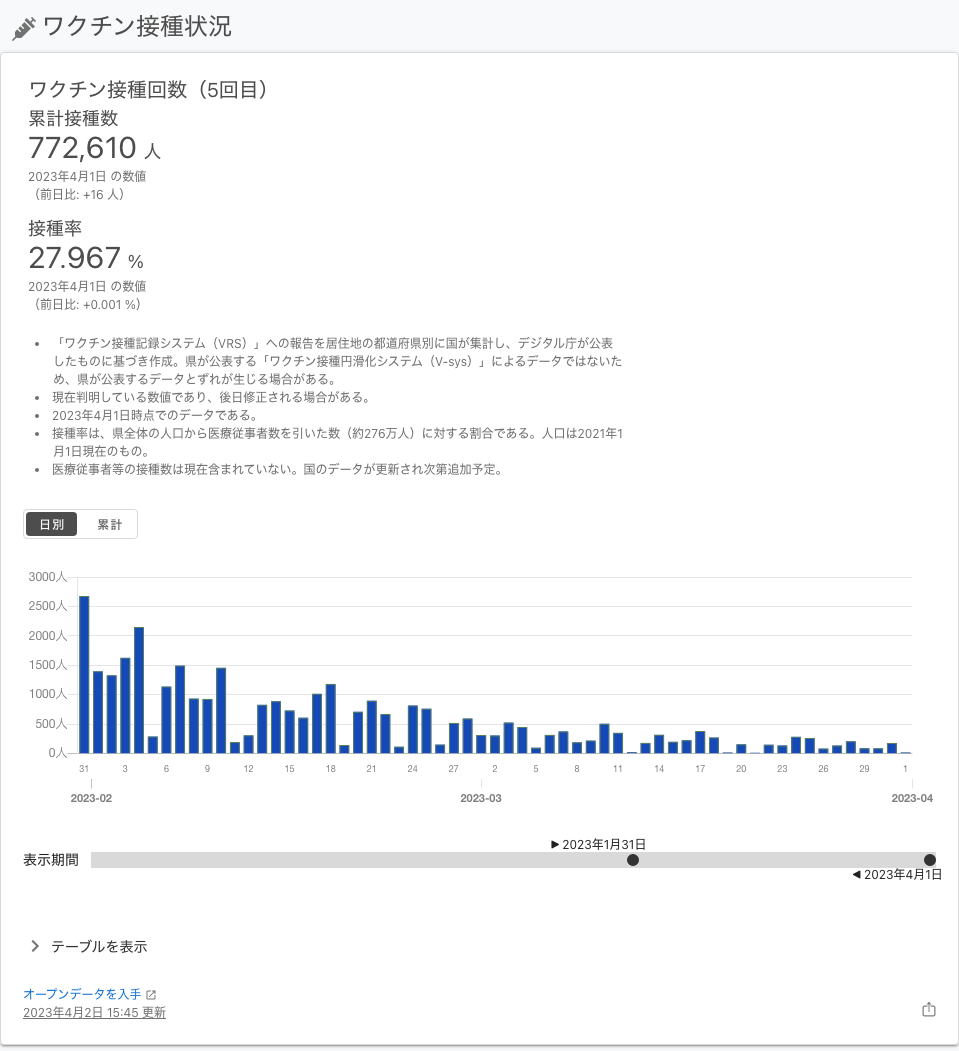 ワクチン接種状況
ワクチン接種回数（5回目）
累計接種数
772,610 人
2023年4月1日 の数値
（前日比: +16 人）
接種率
27.967 %
2023年4月1日 の数値
（前日比: +0.001 %）
• 「ワクチン接種記録システム（VRS）」への報告を居住地の都道府県別に国が集計し、デジタル庁が公表
したものに基づき作成。県が公表する「ワクチン接種円滑化システム（V-sys）」によるデータではないた
め、県が公表するデータとずれが生じる場合がある。
• 現在判明している数値であり、後日修正される場合がある。
• 2023年4月1日時点でのデータである。
• 接種率は、県全体の人口から医療従事者数を引いた数（約276万人）に対する割合である。人口は2021年1
月1日現在のもの。
• 医療従事者等の接種数は現在含まれていない。国のデータが更新され次第追加予定。
日別 累計
3000人
2500人
2000人
1500人
1000人
500人
0人
31 3 6 9 12 15 18 21 24 27 2 5 8 11 14 17 20 23 26 29 1
2023-02 2023-03 2023-04
▶ 2023年1月31日
表示期間
◀ 2023年4月1日
テーブルを表示
オープンデータを入手
2023年4月2日 15:45 更新